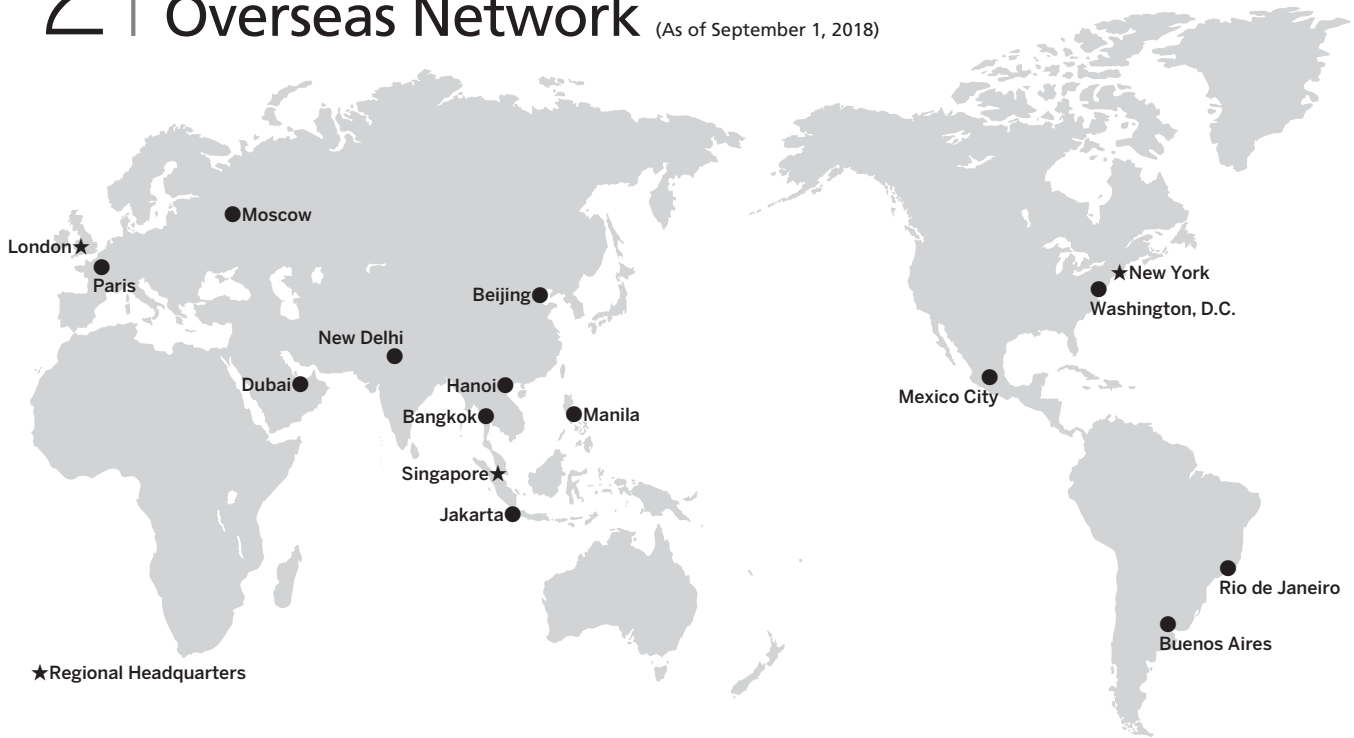 2 | Overseas Network (As of September 1, 2018)
Moscow
London★
Paris
Beijing
New Delhi
Dubai
Hanoi
Bangkok
Manila
Singapore★
Jakarta
★New York
Washington, D.C.
Mexico City
Rio de Janeiro
Buenos Aires
★Regional Headquarters